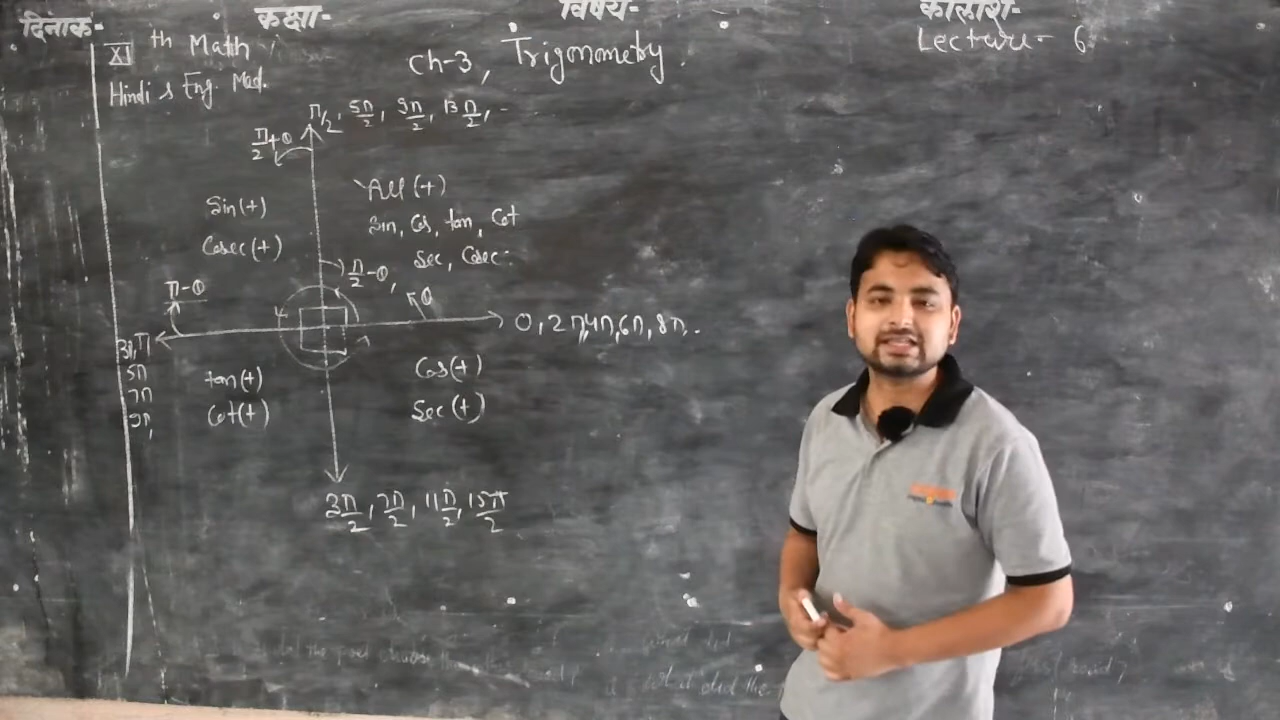 दिनांक-
कक्षा-
विषय-
कालांश-
XI th Math
Hindi & Eng. Med.
Ch-3, Trigonometry.
Lecture- 6
π/2, 5π/2, 9π/2, 13π/2, -
π/2+θ
All (+)
Sin, Cos, tan, Cot
Sec, Cosec:
Sin(+)
Cosec(+)
π/2-θ,
π-θ
θ
0, 2π, 4π, 6π, 8π..
3π, π
5π
7π
9π,
tan(+)
Cot(+)
Cos(+)
Sec(+)
3π/2, 7π/2, 11π/2, 15π/2